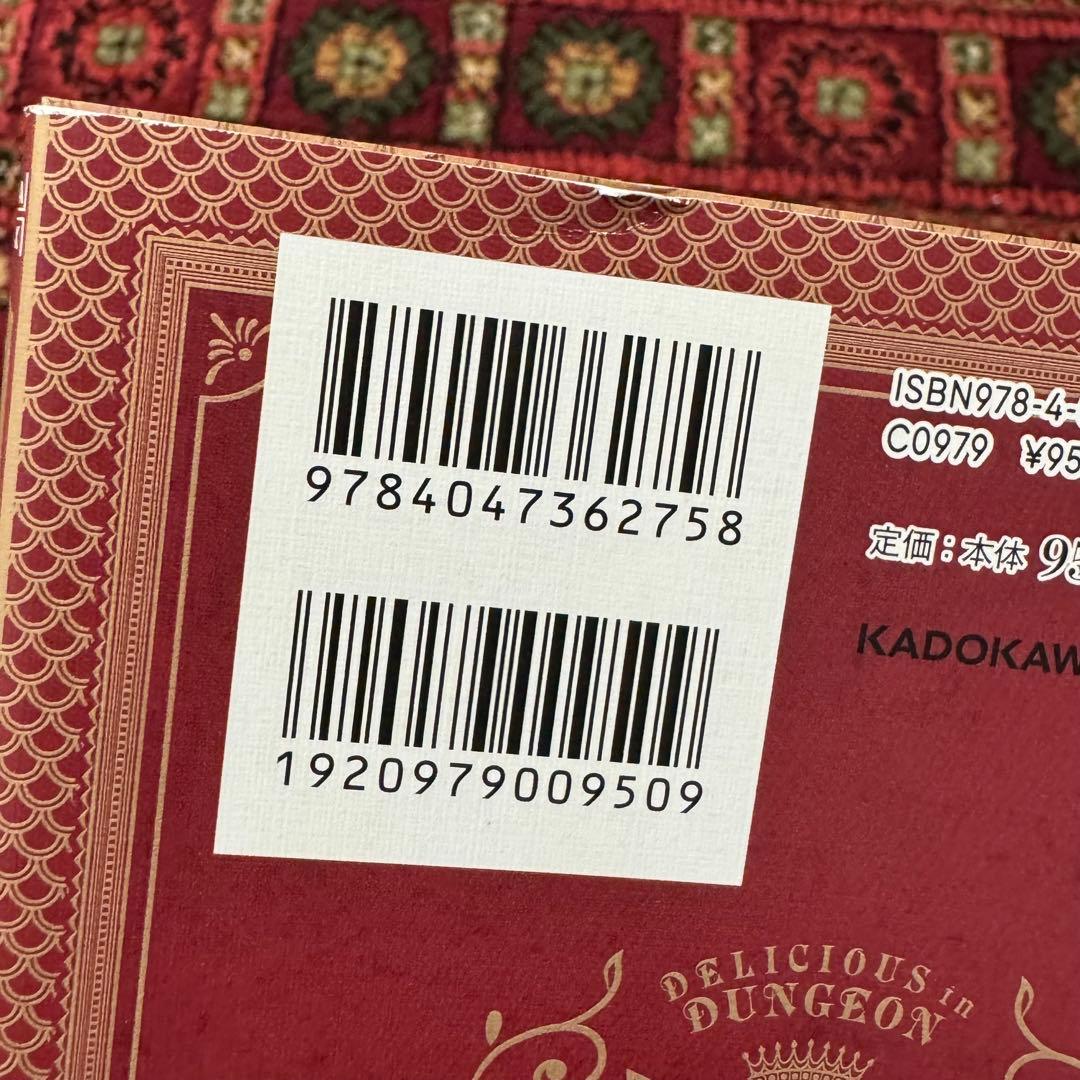 9784047362758
1920979009509
ISBN978-4-
C0979 ¥95
定価：本体 95
KADOKAW
DELICIOUS in
DUNGEON